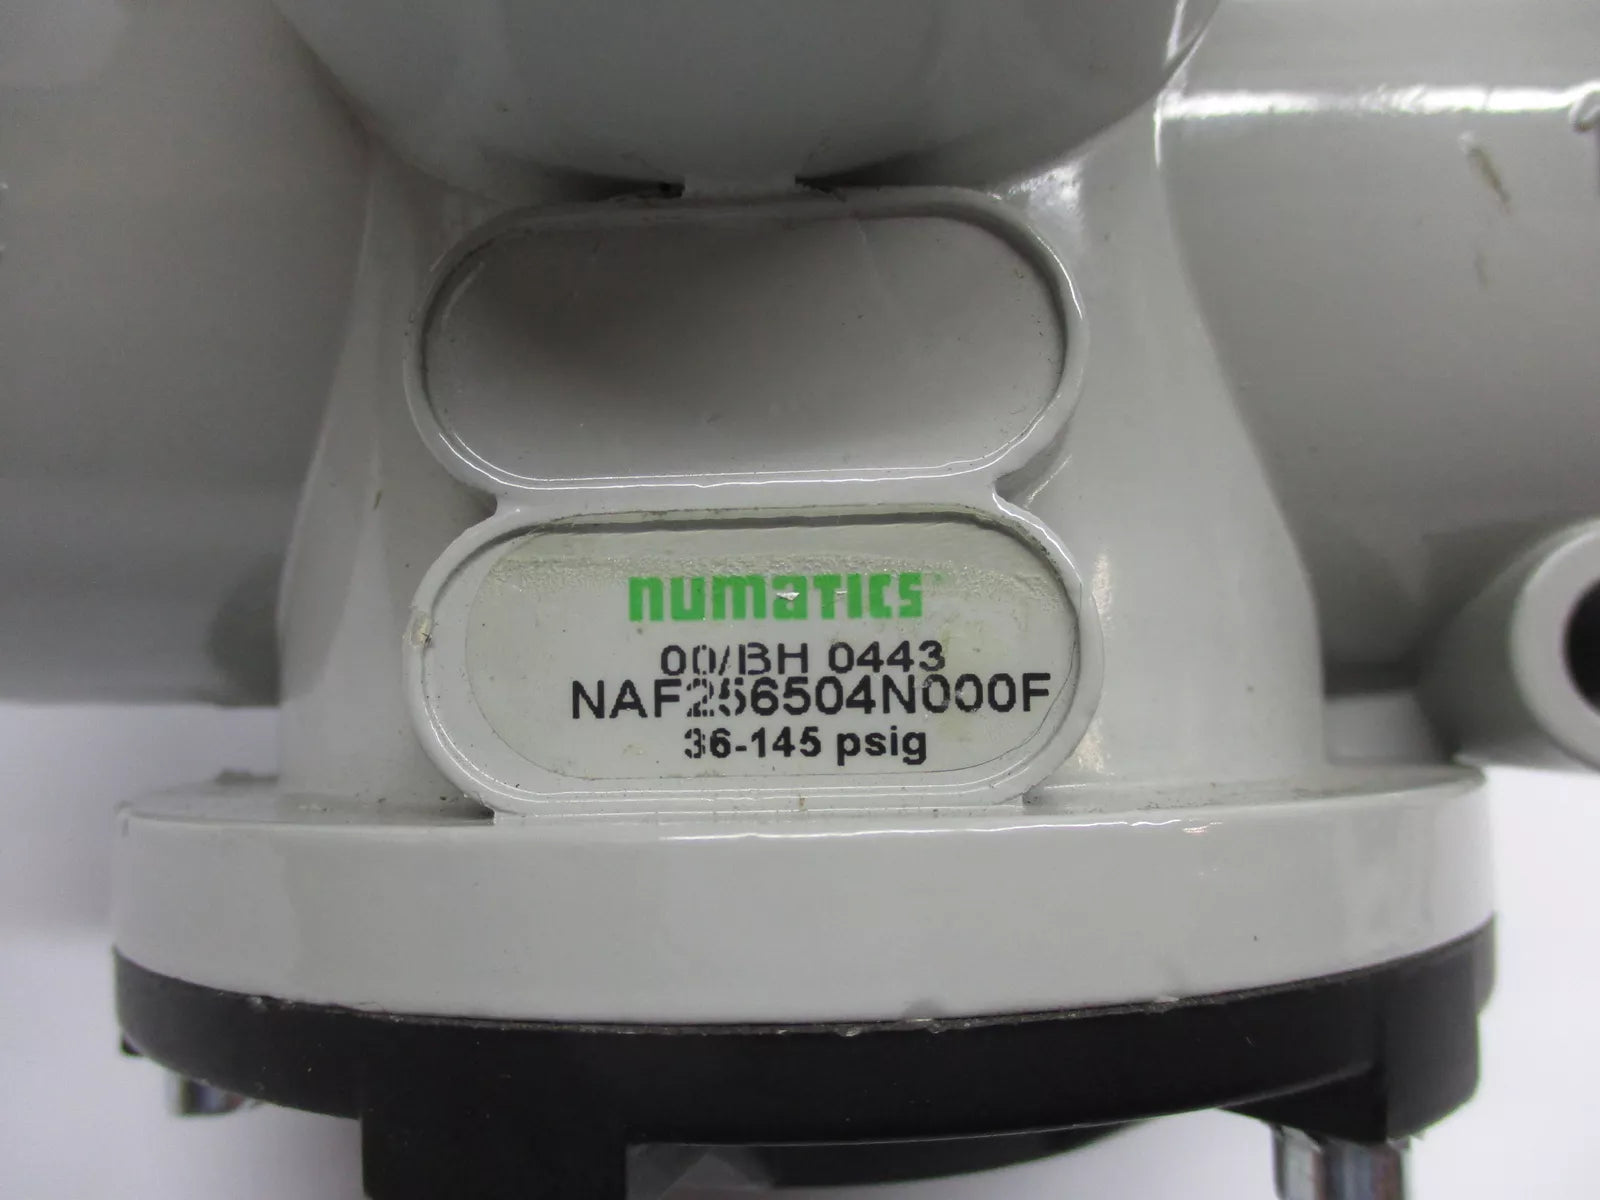 numaTICS
00/BH 0443
NAF256504N000F
36-145 psig